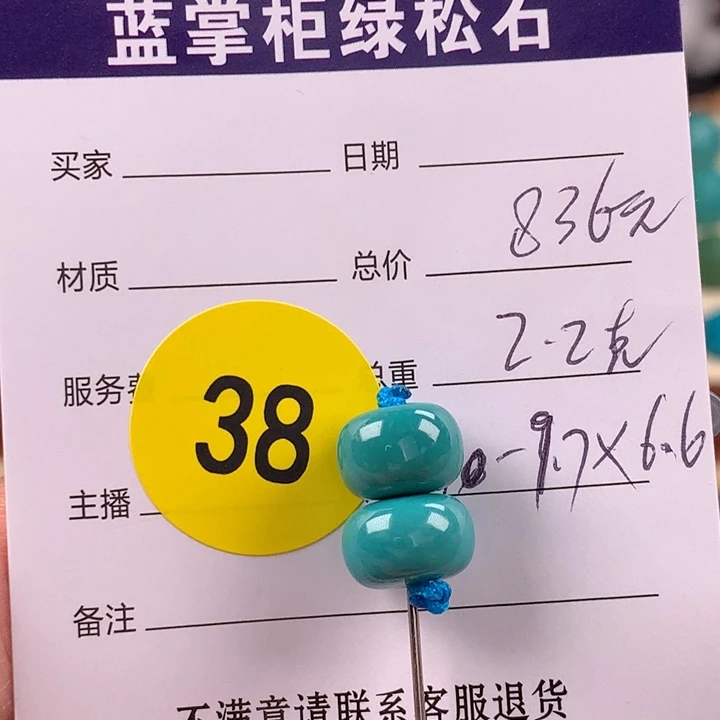 蓝掌柜绿松石
买家 日期
材质 总价 836元
服务费 总重 2.2克
38
主播 -9.7×6.6
备注
不满意请联系客服退货